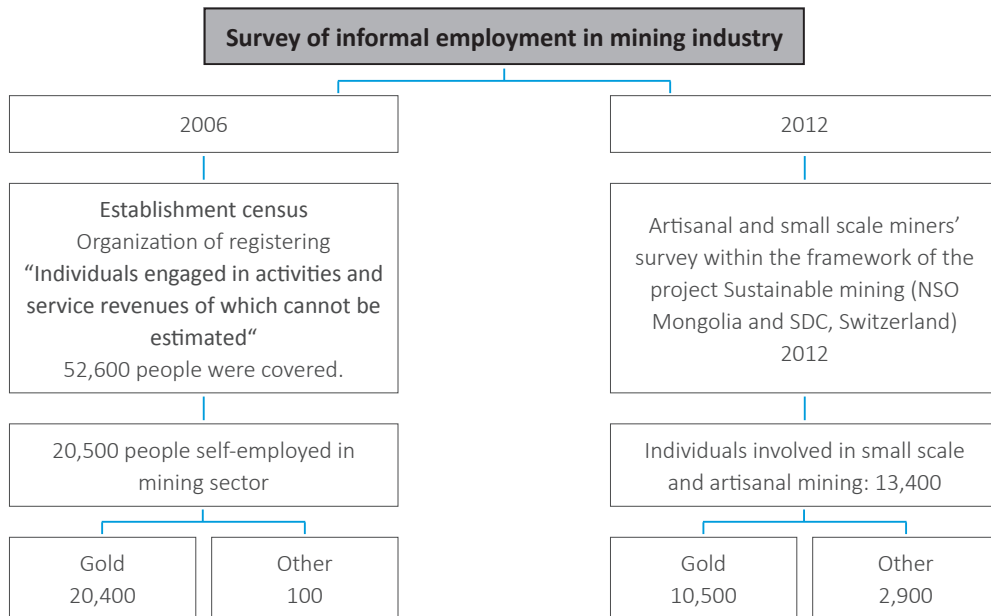 Survey of informal employment in mining industry
2006
Establishment census
Organization of registering
“Individuals engaged in activities and
service revenues of which cannot be
estimated“
52,600 people were covered.
20,500 people self-employed in
mining sector
Gold
20,400
Other
100
2012
Artisanal and small scale miners’
survey within the framework of the
project Sustainable mining (NSO
Mongolia and SDC, Switzerland)
2012
Individuals involved in small scale
and artisanal mining: 13,400
Gold
10,500
Other
2,900